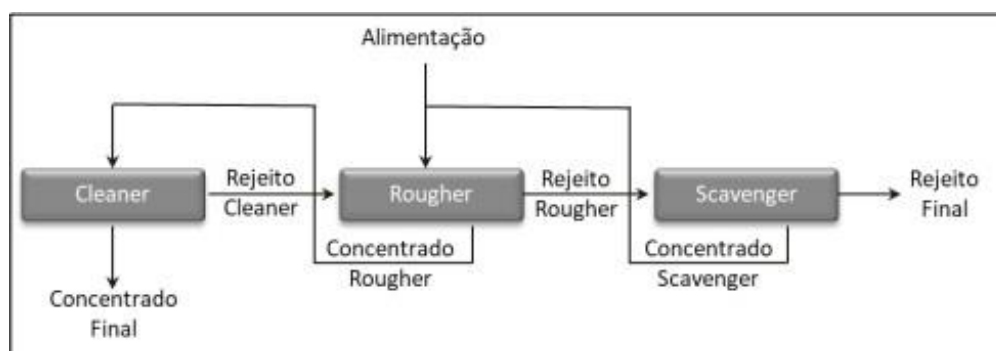 Alimentação
Cleaner
Rejeito
Cleaner
Rougher
Rejeito
Rougher
Scavenger
Rejeito
Final
Concentrado
Rougher
Concentrado
Scavenger
Concentrado
Final